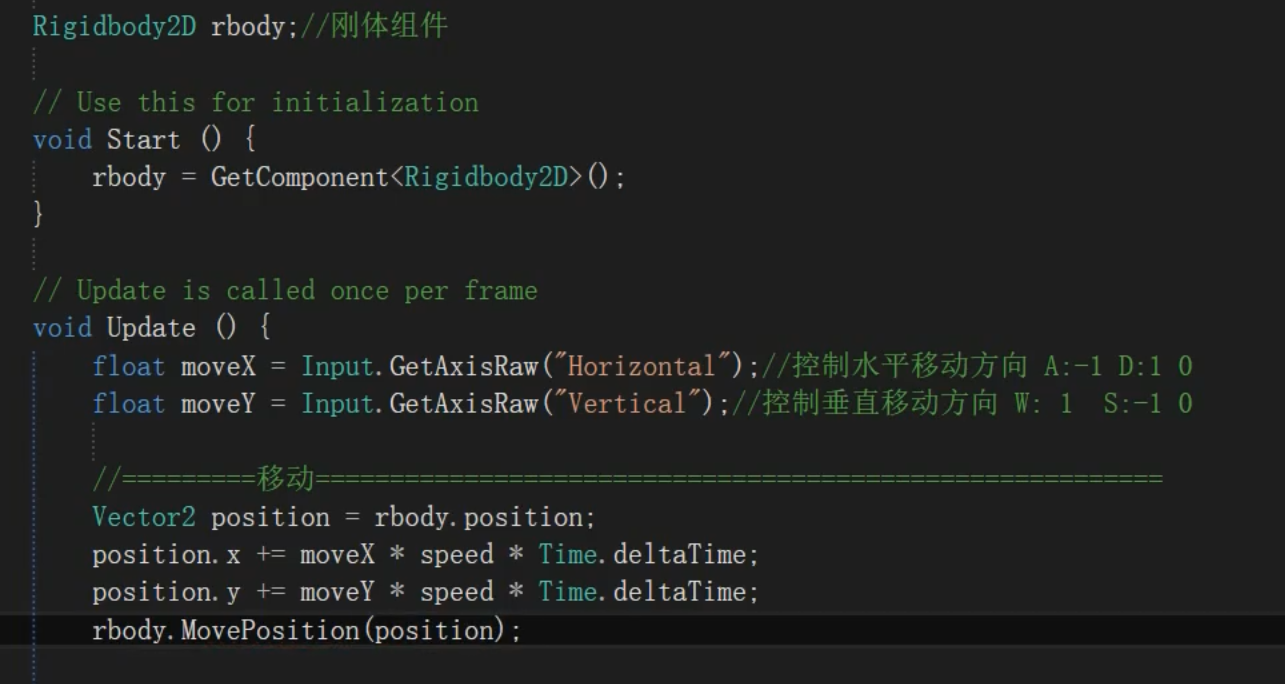 Rigidbody2D rbody;//刚体组件
// Use this for initialization
void Start () {
rbody = GetComponent<Rigidbody2D>();
}
// Update is called once per frame
void Update () {
float moveX = Input.GetAxisRaw("Horizontal");//控制水平移动方向 A:-1 D:1 0
float moveY = Input.GetAxisRaw("Vertical");//控制垂直移动方向 W: 1  S:-1 0
//=========移动=========================================================
Vector2 position = rbody.position;
position.x += moveX * speed * Time.deltaTime;
position.y += moveY * speed * Time.deltaTime;
rbody.MovePosition(position);